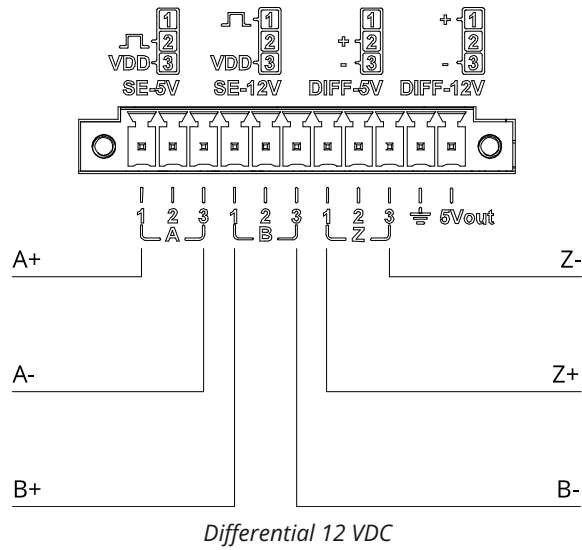 1 1 1 + 1
2 2 + 2 2
VDD 3 VDD 3 - 3 - 3
SE-5V SE-12V DIFF-5V DIFF-12V
1 2 3 1 2 3 1 2 3 5Vout
A B Z
A+ Z-
A- Z+
B+ B-
Differential 12 VDC